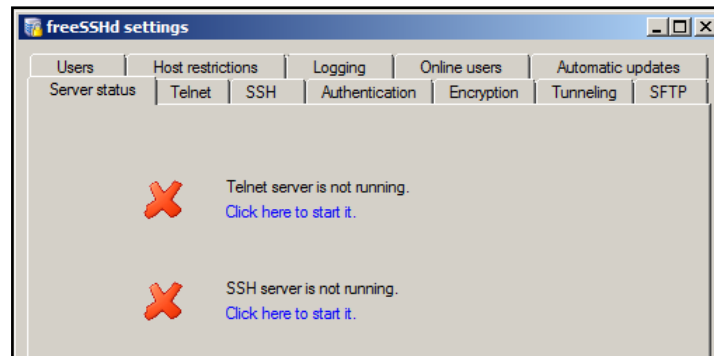 freeSSHd settings
Users Host restrictions Logging Online users Automatic updates
Server status Telnet SSH Authentication Encryption Tunneling SFTP
Telnet server is not running.
Click here to start it.
SSH server is not running.
Click here to start it.